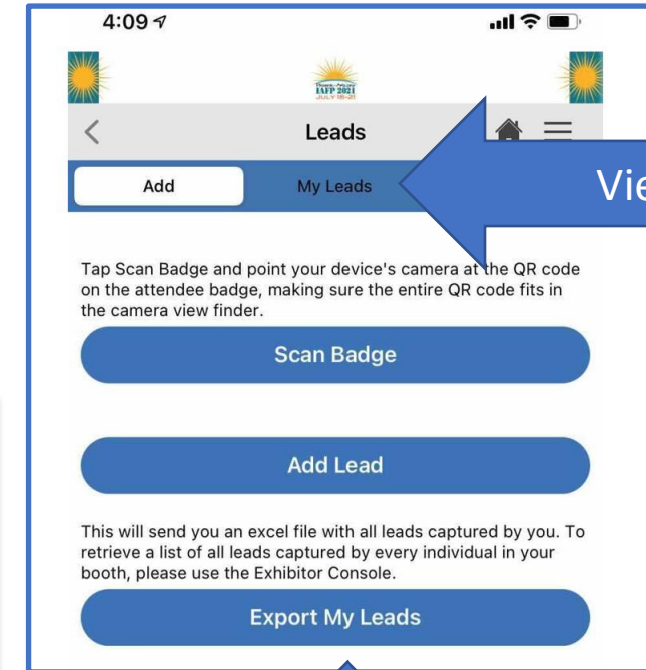 4:09
IAFP 2021
JULY 18-21
Leads
Add
My Leads
Tap Scan Badge and point your device's camera at the QR code
on the attendee badge, making sure the entire QR code fits in
the camera view finder.
Scan Badge
Add Lead
This will send you an excel file with all leads captured by you. To
retrieve a list of all leads captured by every individual in your
booth, please use the Exhibitor Console.
Export My Leads